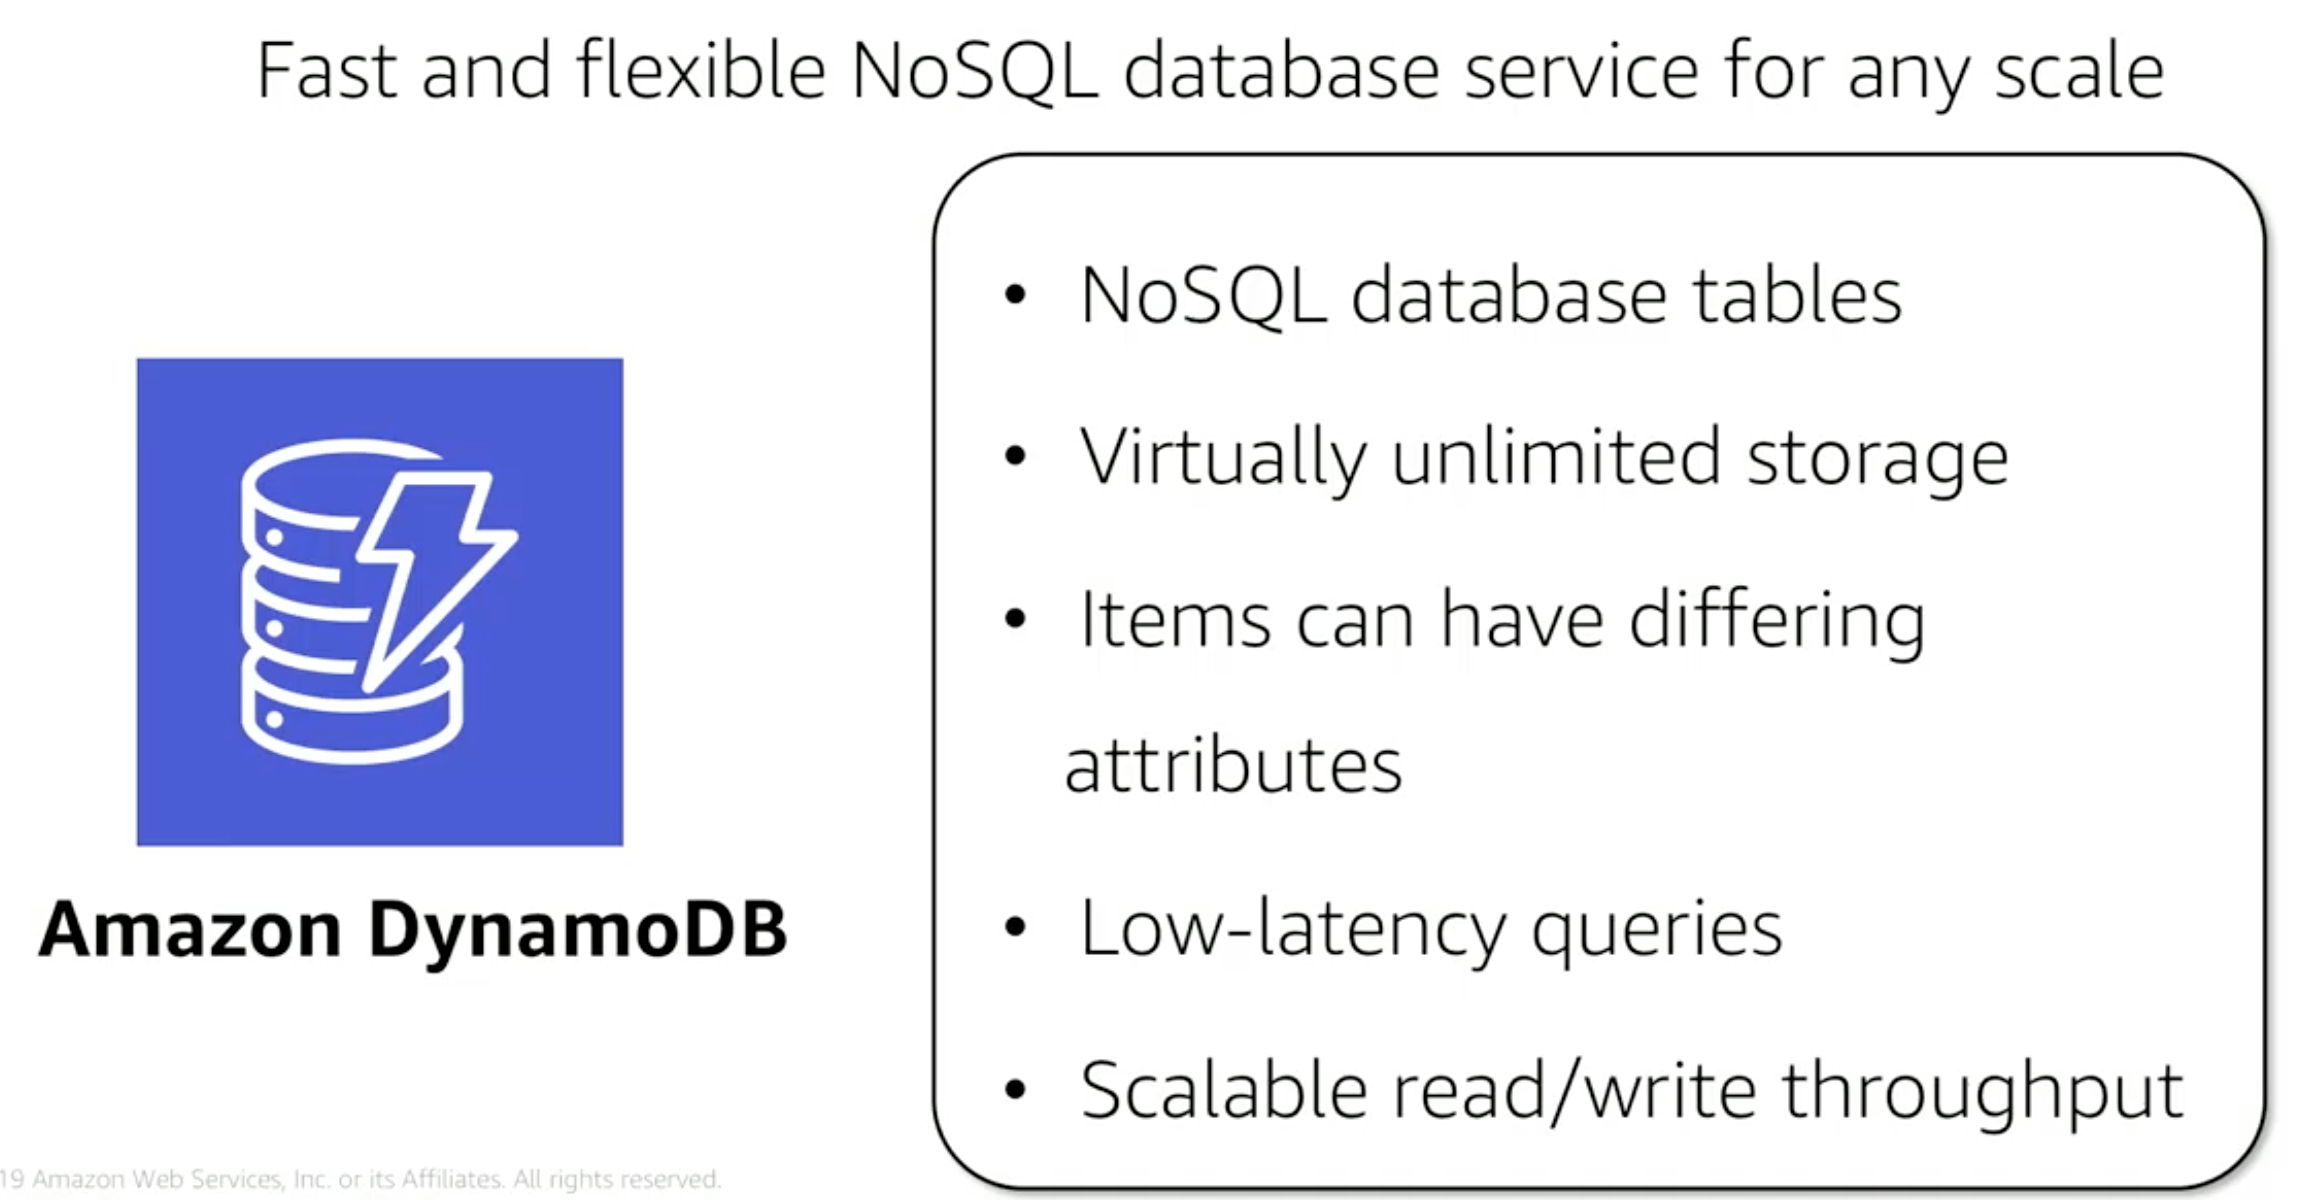 Fast and flexible NoSQL database service for any scale
Amazon DynamoDB
• NoSQL database tables
• Virtually unlimited storage
• Items can have differing
attributes
• Low-latency queries
• Scalable read/write throughput
19 Amazon Web Services, Inc. or its Affiliates. All rights reserved.